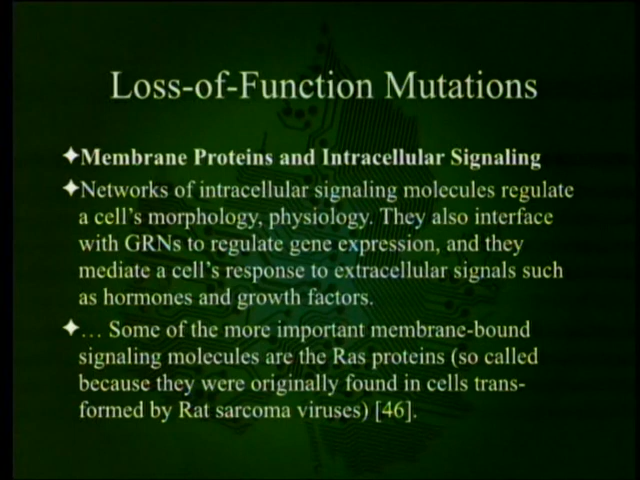 Loss-of-Function Mutations
✦Membrane Proteins and Intracellular Signaling
✦Networks of intracellular signaling molecules regulate
a cell's morphology, physiology. They also interface
with GRNs to regulate gene expression, and they
mediate a cell's response to extracellular signals such
as hormones and growth factors.
✦… Some of the more important membrane-bound
signaling molecules are the Ras proteins (so called
because they were originally found in cells trans-
formed by Rat sarcoma viruses) [46].